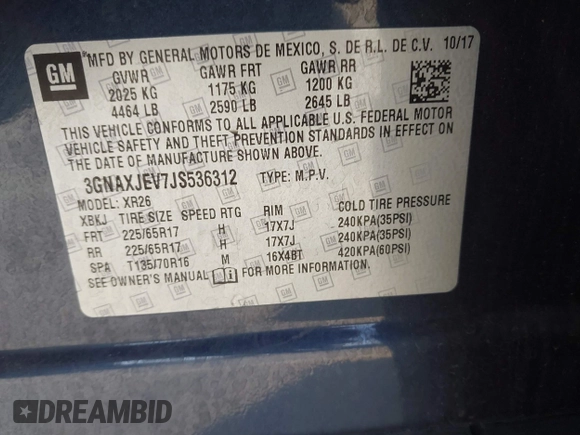 GM MFD BY GENERAL MOTORS DE MEXICO, S. DE R.L. DE C.V. 10/17
GVWR GAWR FRT GAWR RR
2025 KG 1175 KG 1200 KG
4464 LB 2590 LB 2645 LB
THIS VEHICLE CONFORMS TO ALL APPLICABLE U.S. FEDERAL MOTOR
VEHICLE SAFETY AND THEFT PREVENTION STANDARDS IN EFFECT ON
THE DATE OF MANUFACTURE SHOWN ABOVE.
3GNAXJEV7JS536312 TYPE: M.P.V.
MODEL: XR26
XBKJ TIRE SIZE SPEED RTG RIM COLD TIRE PRESSURE
FRT 225/65R17 H 17X7J 240KPA(35PSI)
RR 225/65R17 H 17X7J 240KPA(35PSI)
SPA T135/70R16 M 16X4BT 420KPA(60PSI)
SEE OWNER'S MANUAL FOR MORE INFORMATION.
DREAMBID